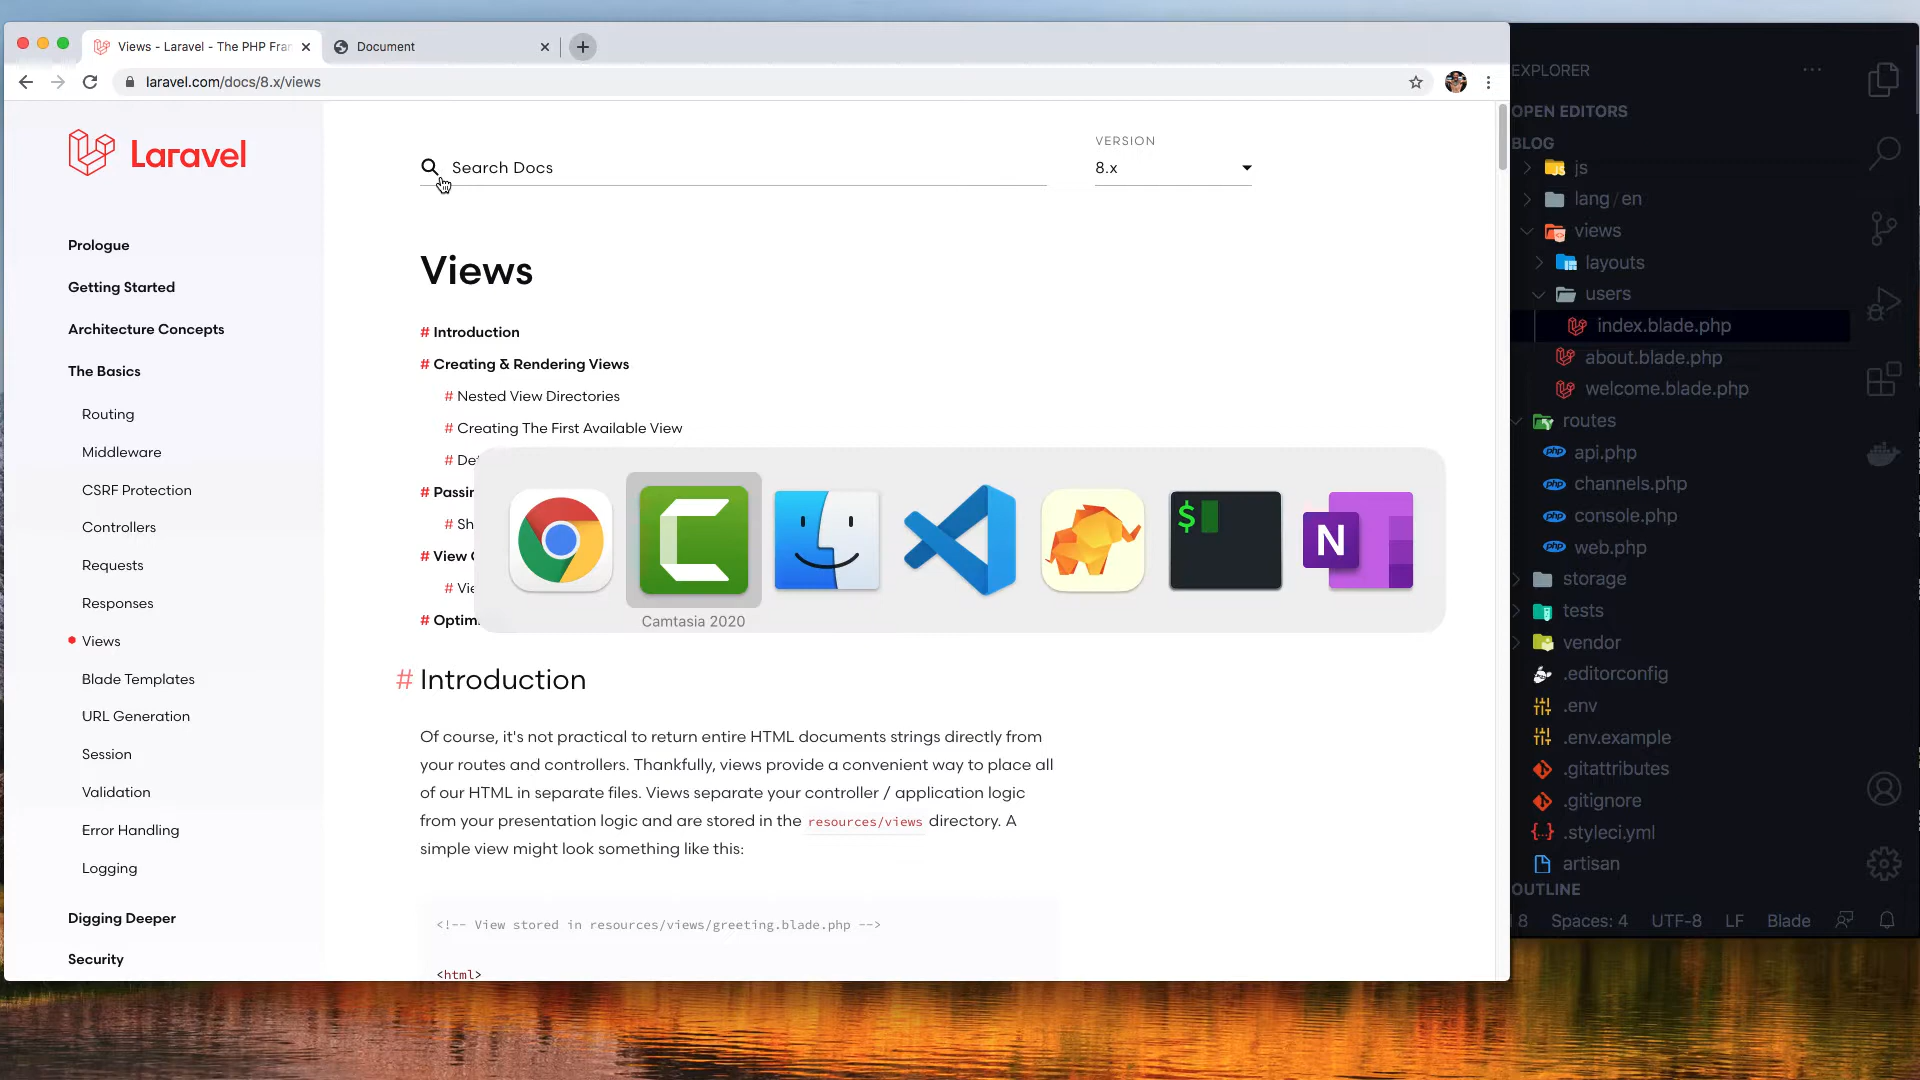 Views - Laravel - The PHP Fran
Document
laravel.com/docs/8.x/views
Laravel
Prologue
Getting Started
Architecture Concepts
The Basics
Routing
Middleware
CSRF Protection
Controllers
Requests
Responses
Views
Blade Templates
URL Generation
Session
Validation
Error Handling
Logging
Digging Deeper
Security
Search Docs
VERSION
8.x
Views
# Introduction
# Creating & Rendering Views
# Nested View Directories
# Creating The First Available View
# De
# Passin
# Sh
# View
# Vie
# Optim
$
N
Camtasia 2020
# Introduction
Of course, it's not practical to return entire HTML documents strings directly from
your routes and controllers. Thankfully, views provide a convenient way to place all
of our HTML in separate files. Views separate your controller / application logic
from your presentation logic and are stored in the resources/views directory. A
simple view might look something like this:
<!-- View stored in resources/views/greeting.blade.php -->
<html>
EXPLORER
OPEN EDITORS
BLOG
js
lang/en
views
layouts
users
index.blade.php
about.blade.php
welcome.blade.php
routes
php api.php
php channels.php
php console.php
php web.php
storage
tests
vendor
.editorconfig
.env
.env.example
.gitattributes
.gitignore
.styleci.yml
artisan
OUTLINE
8 Spaces: 4 UTF-8 LF Blade